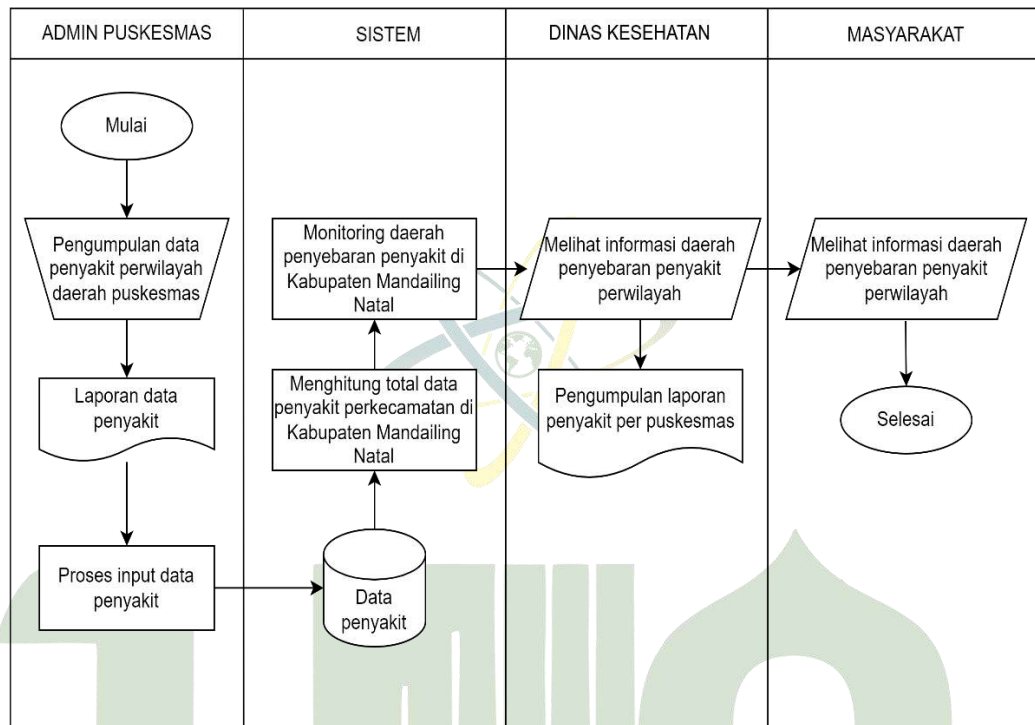 ADMIN PUSKESMAS
SISTEM
DINAS KESEHATAN
MASYARAKAT
Mulai
Pengumpulan data
penyakit perwilayah
daerah puskesmas
Laporan data
penyakit
Proses input data
penyakit
Monitoring daerah
penyebaran penyakit di
Kabupaten Mandailing
Natal
Menghitung total data
penyakit perkecamatan di
Kabupaten Mandailing
Natal
Data
penyakit
Melihat informasi daerah
penyebaran penyakit
perwilayah
Pengumpulan laporan
penyakit per puskesmas
Melihat informasi daerah
penyebaran penyakit
perwilayah
Selesai